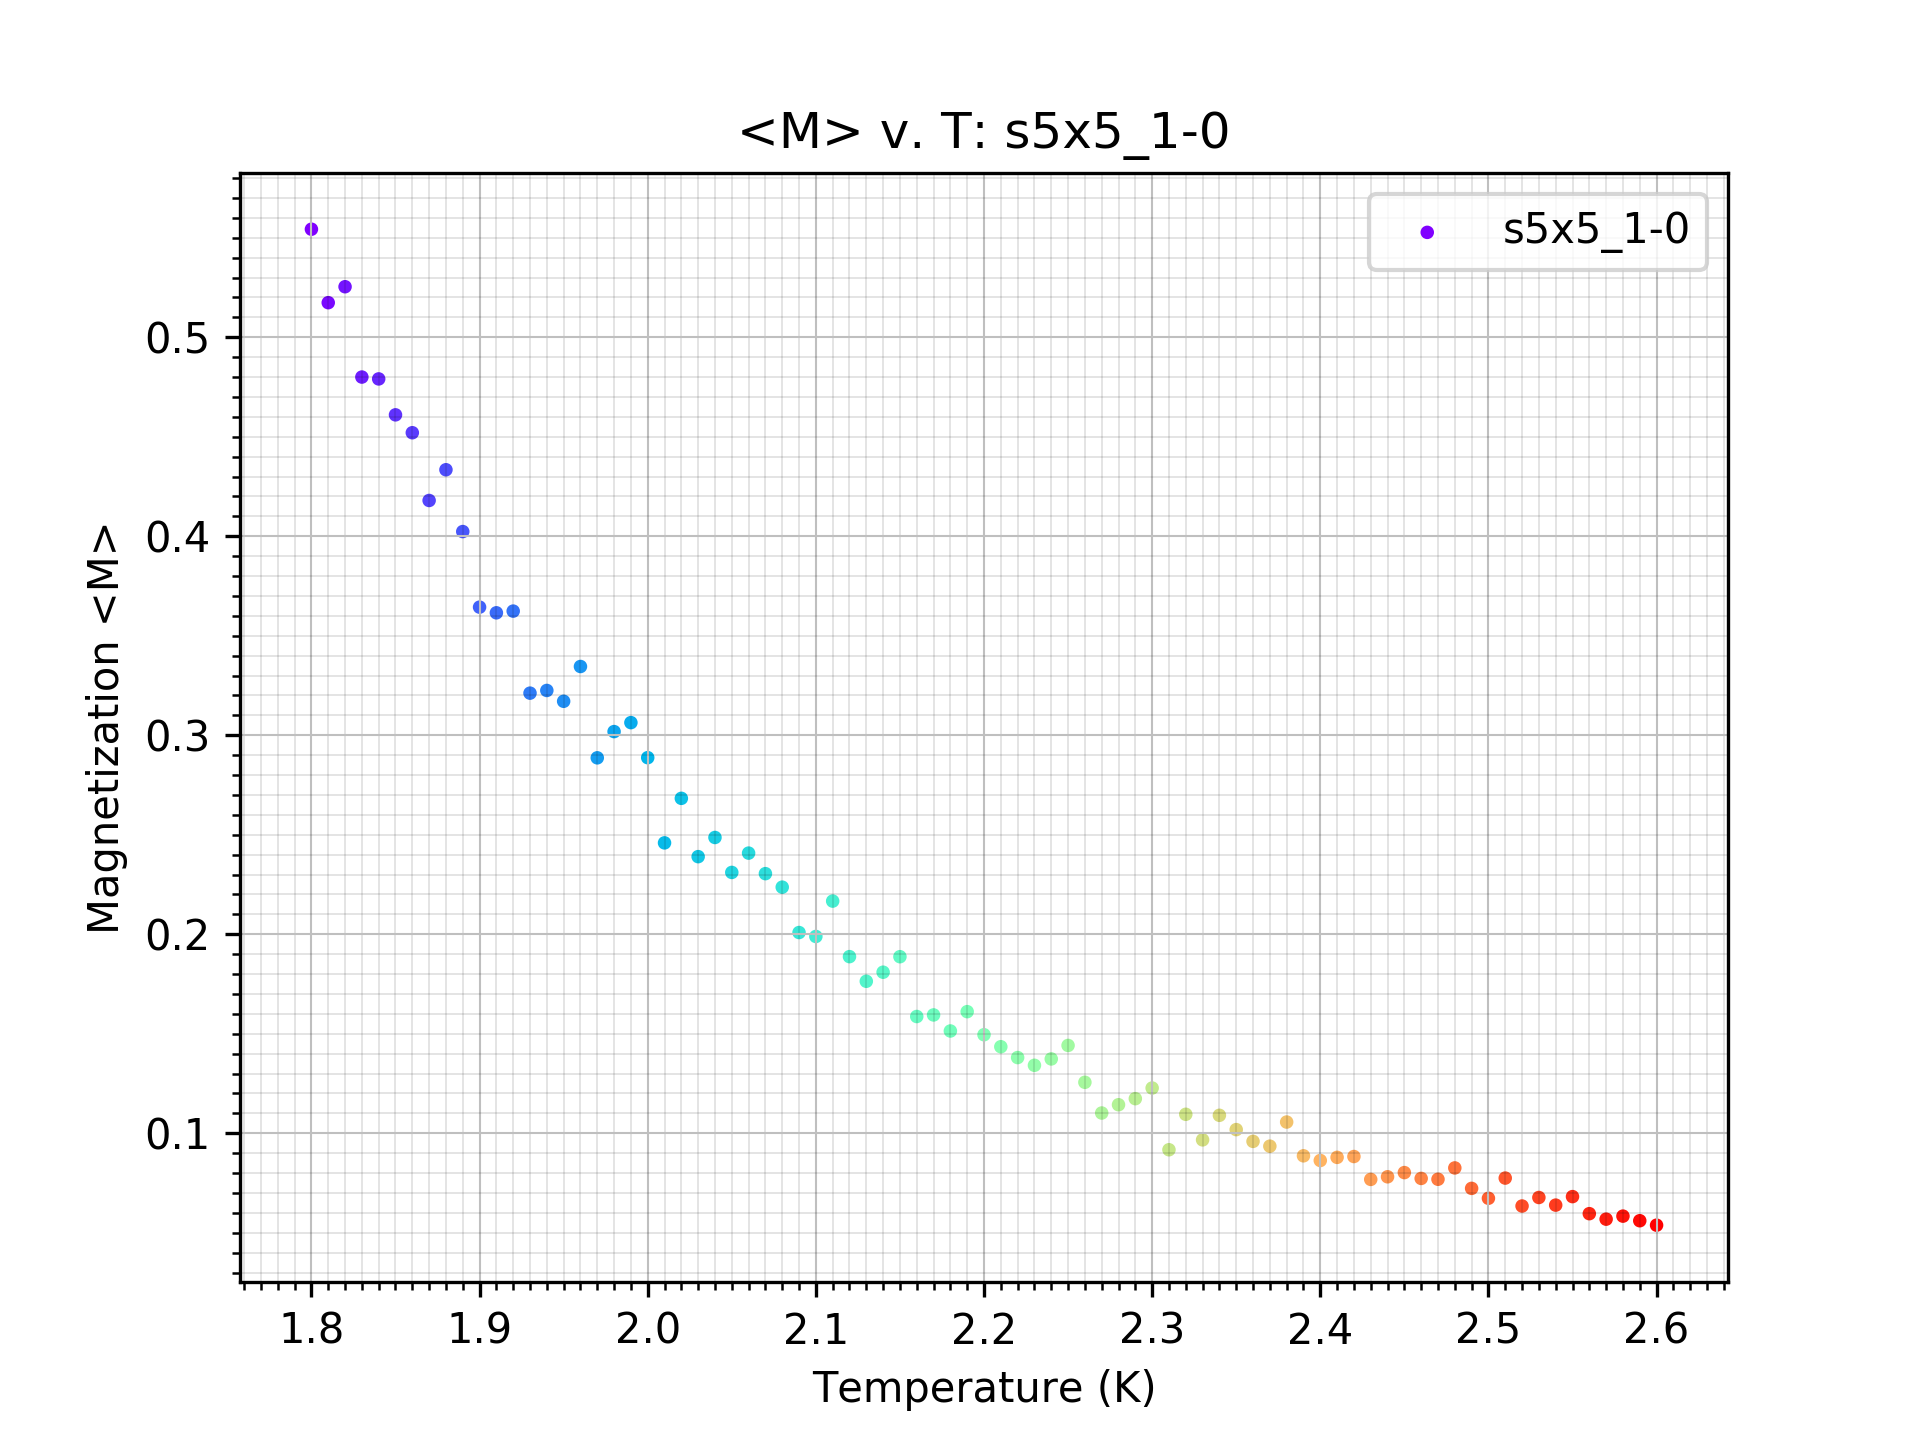 <M> v. T: s5x5_1-0
s5x5_1-0
Magnetization <M>
0.5
0.4
0.3
0.2
0.1
1.8 1.9 2.0 2.1 2.2 2.3 2.4 2.5 2.6
Temperature (K)